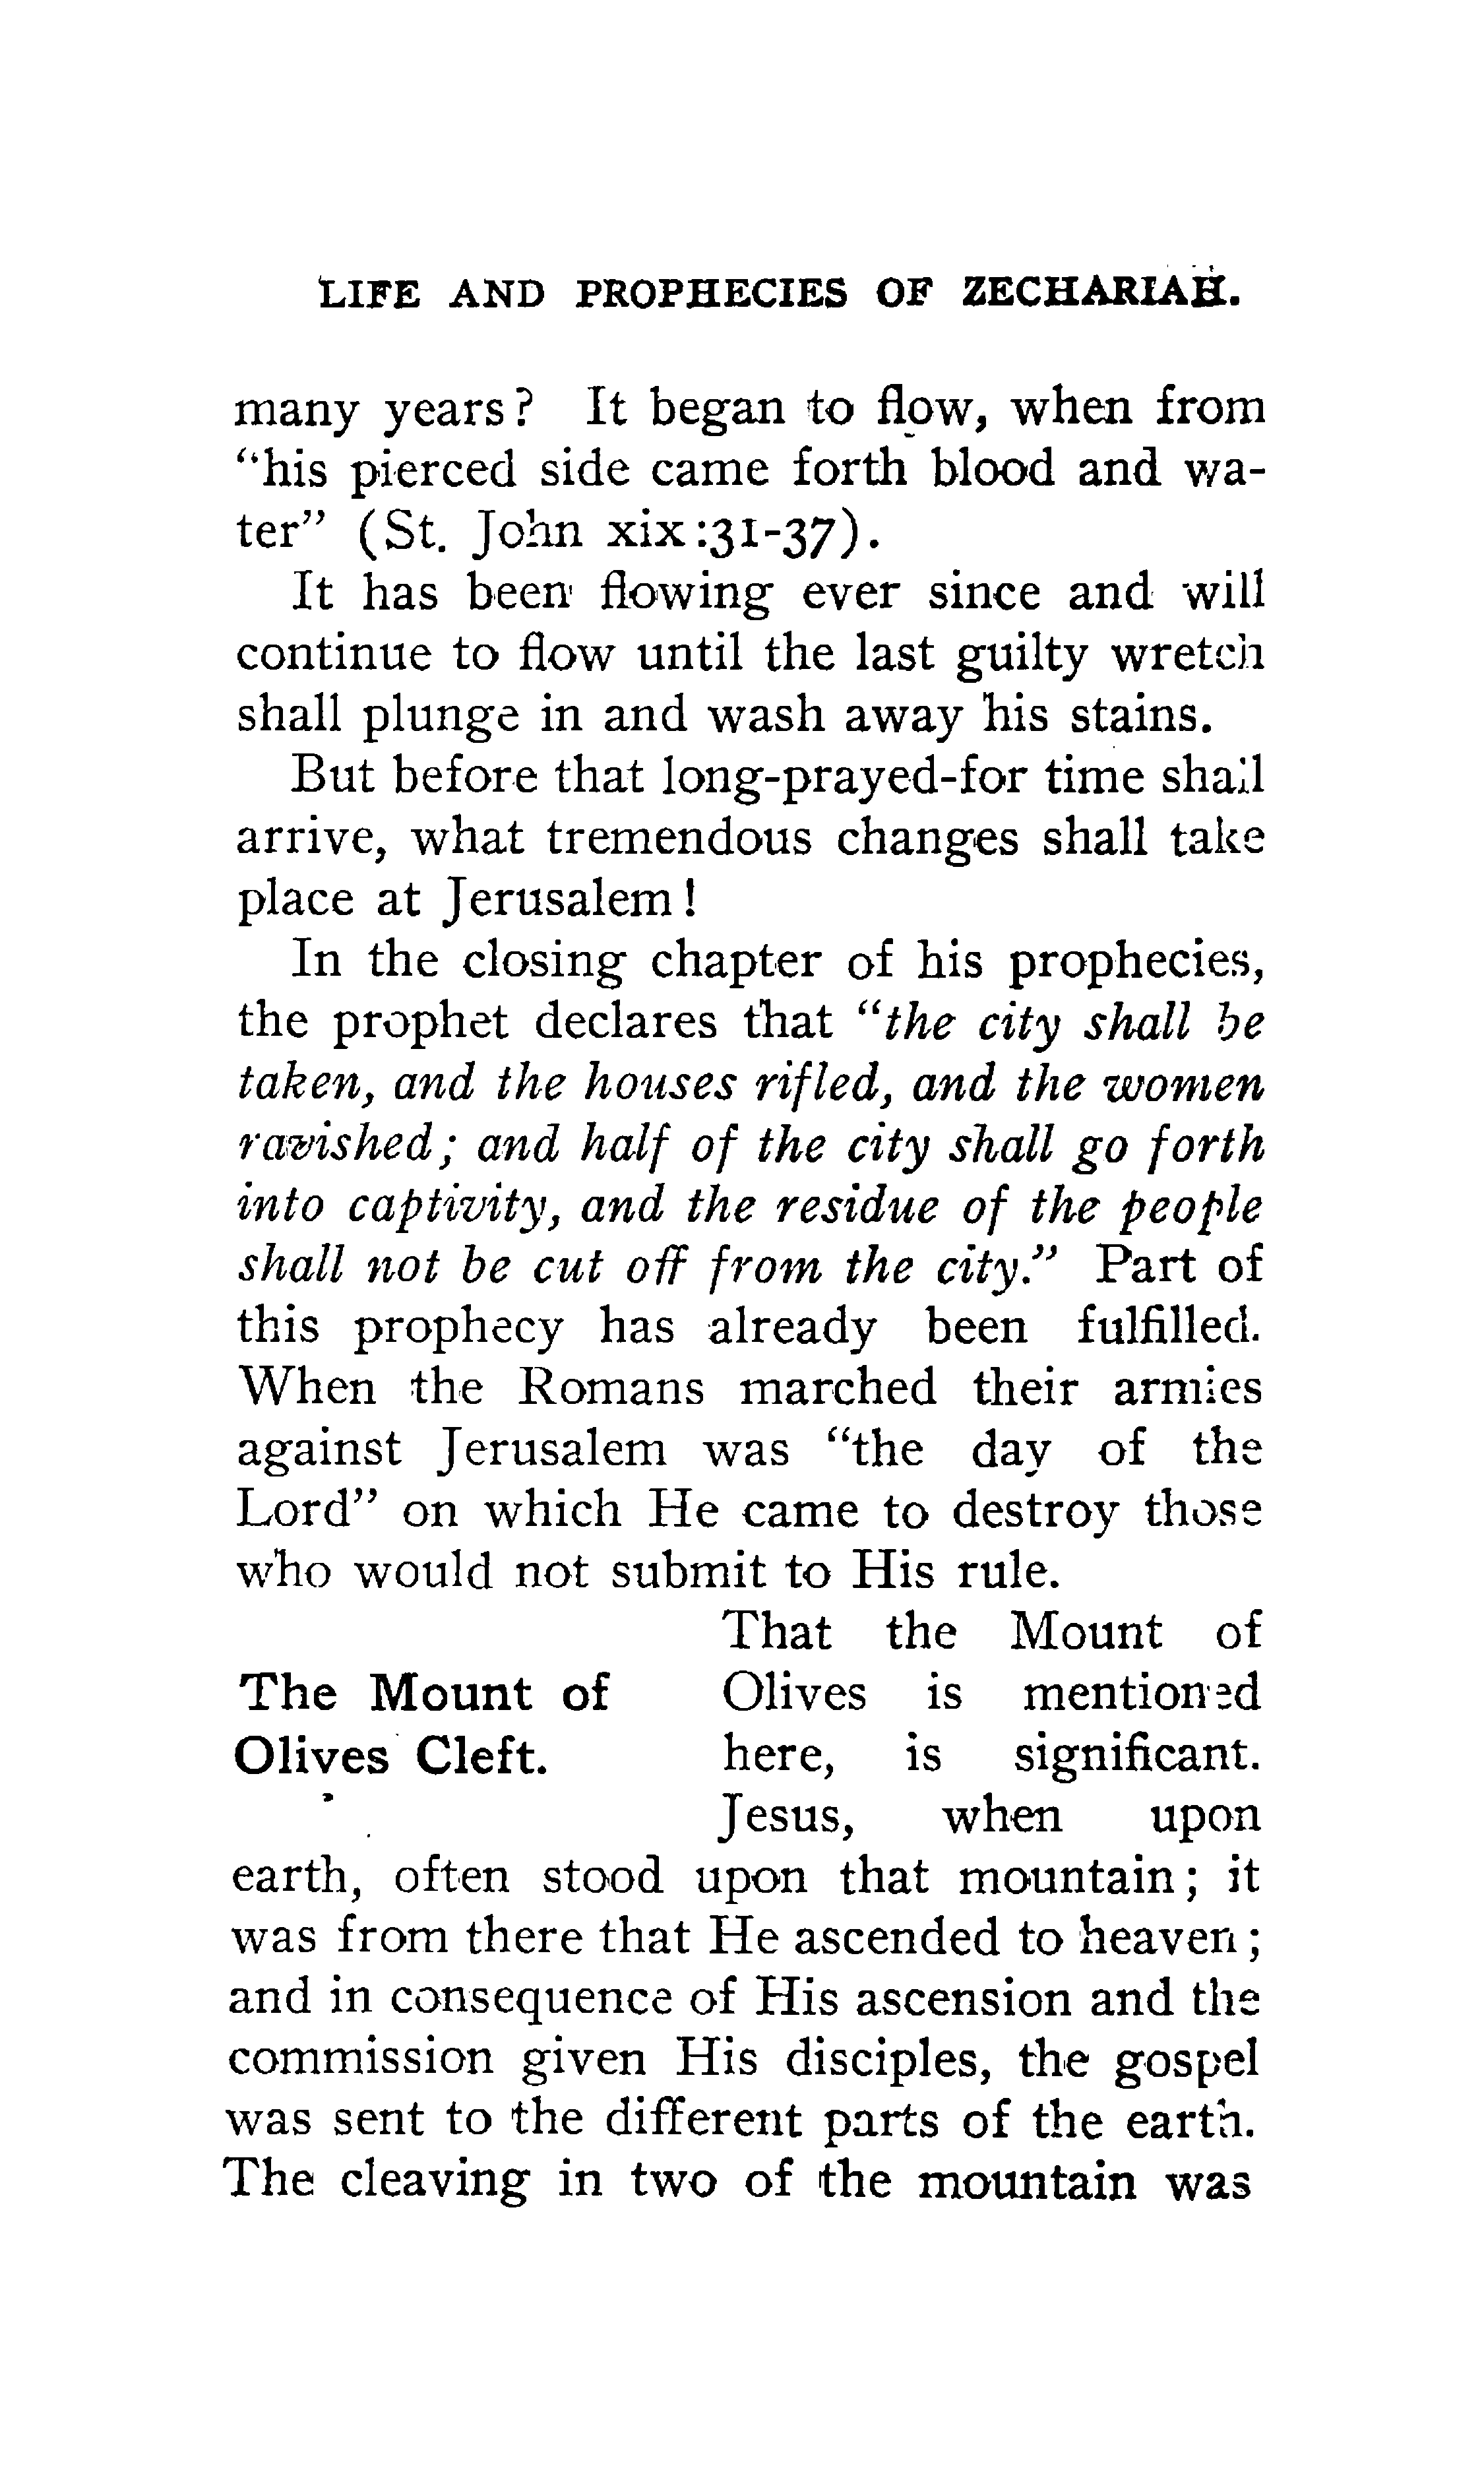 LIFE AND PROPHECIES OF ZECHARIAH.
many years? It began to flow, when from
"his pierced side came forth blood and wa-
ter" (St. John xix:31-37).
It has been flowing ever since and will
continue to flow until the last guilty wretch
shall plunge in and wash away his stains.
But before that long-prayed-for time shall
arrive, what tremendous changes shall take
place at Jerusalem!
In the closing chapter of his prophecies,
the prophet declares that "the city shall be
taken, and the houses rifled, and the women
ravished; and half of the city shall go forth
into captivity, and the residue of the people
shall not be cut off from the city." Part of
this prophecy has already been fulfilled.
When the Romans marched their armies
against Jerusalem was "the day of the
Lord" on which He came to destroy those
who would not submit to His rule.
The Mount of
Olives Cleft.
That the Mount of
Olives is mentioned
here, is significant.
Jesus, when upon
earth, often stood upon that mountain; it
was from there that He ascended to heaven;
and in consequence of His ascension and the
commission given His disciples, the gospel
was sent to the different parts of the earth.
The cleaving in two of the mountain was